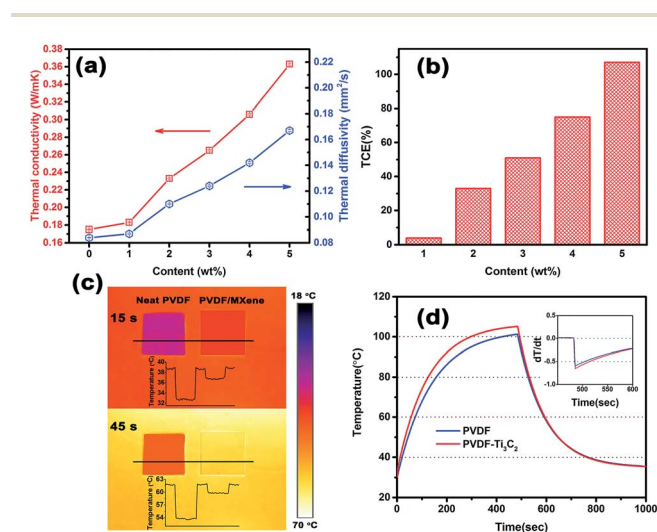 (a)
Thermal conductivity (W/mK)
0.38
0.36
0.34
0.32
0.30
0.28
0.26
0.24
0.22
0.20
0.18
0.16
0 1 2 3 4 5
Content (wt%)
0.22
0.20
0.18
0.16
0.14
0.12
0.10
0.08
Thermal diffusivity (mm²/s)
(b)
TCE(%)
100
80
60
40
20
0
1 2 3 4 5
Content (wt%)
(c)
Neat PVDF PVDF/MXene
15 s
Temperature(°C)
40
38
36
34
32
45 s
Temperature(°C)
63
60
57
54
18 °C
70 °C
(d)
Temperature(°C)
140
120
100
80
60
40
20
0 200 400 600 800 1000
Time(sec)
PVDF
PVDF-Ti₃C₂
dT/dt
0.5
0.0
-0.5
-1.0
500 550 600
Time(sec)